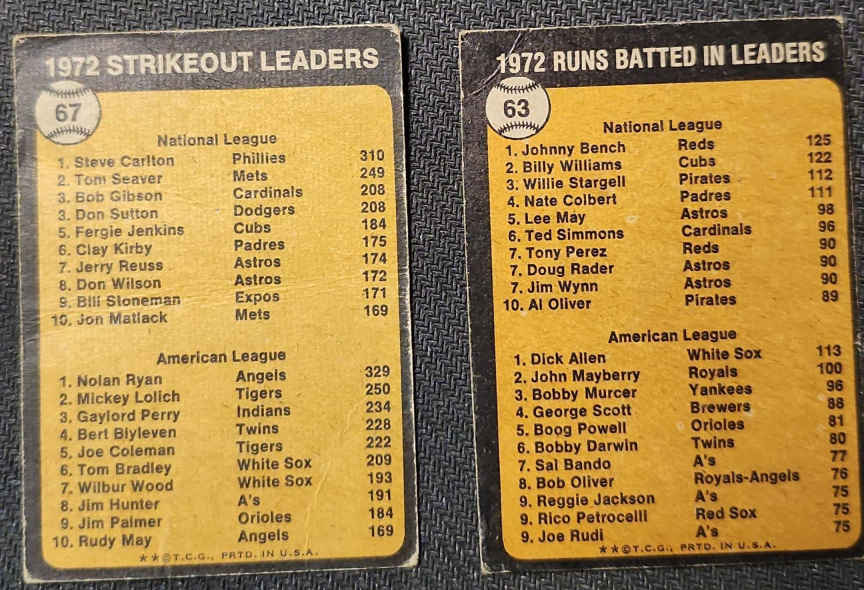 1972 STRIKEOUT LEADERS
67
National League
1. Steve Carlton Phillies 310
2. Tom Seaver Mets 249
3. Bob Gibson Cardinals 208
3. Don Sutton Dodgers 208
5. Fergie Jenkins Cubs 184
6. Clay Kirby Padres 175
7. Jerry Reuss Astros 174
8. Don Wilson Astros 172
9. Bill Stoneman Expos 171
10. Jon Matlack Mets 169
American League
1. Nolan Ryan Angels 329
2. Mickey Lolich Tigers 250
3. Gaylord Perry Indians 234
4. Bert Blyleven Twins 228
5. Joe Coleman Tigers 222
6. Tom Bradley White Sox 209
7. Wilbur Wood White Sox 193
8. Jim Hunter A's 191
9. Jim Palmer Orioles 184
10. Rudy May Angels 169
★★©T.C.G., PRTD. IN U.S.A.
1972 RUNS BATTED IN LEADERS
63
National League
1. Johnny Bench Reds 125
2. Billy Williams Cubs 122
3. Willie Stargell Pirates 112
4. Nate Colbert Padres 111
5. Lee May Astros 98
6. Ted Simmons Cardinals 96
7. Tony Perez Reds 90
7. Doug Rader Astros 90
7. Jim Wynn Astros 90
10. Al Oliver Pirates 89
American League
1. Dick Allen White Sox 113
2. John Mayberry Royals 100
3. Bobby Murcer Yankees 96
4. George Scott Brewers 88
5. Boog Powell Orioles 81
6. Bobby Darwin Twins 80
7. Sal Bando A's 77
8. Bob Oliver Royals-Angels 76
9. Reggie Jackson A's 75
9. Rico Petrocelli Red Sox 75
9. Joe Rudi A's 75
★★©T.C.G., PRTD. IN U.S.A.